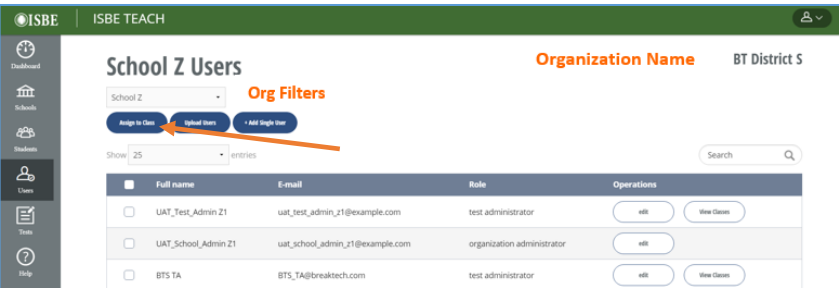 ISBE
ISBE TEACH
Dashboard
Schools
Students
Users
Tests
Help
School Z Users
Organization Name
BT District S
School Z
Org Filters
Assign to Class
Upload Users
+ Add Single User
Show 25 entries
Search
Full name E-mail Role Operations
UAT_Test_Admin Z1 uat_test_admin_z1@example.com test administrator edit View Classes
UAT_School_Admin Z1 uat_school_admin_z1@example.com organization administrator edit
BTS TA BTS_TA@breaktech.com test administrator edit View Classes